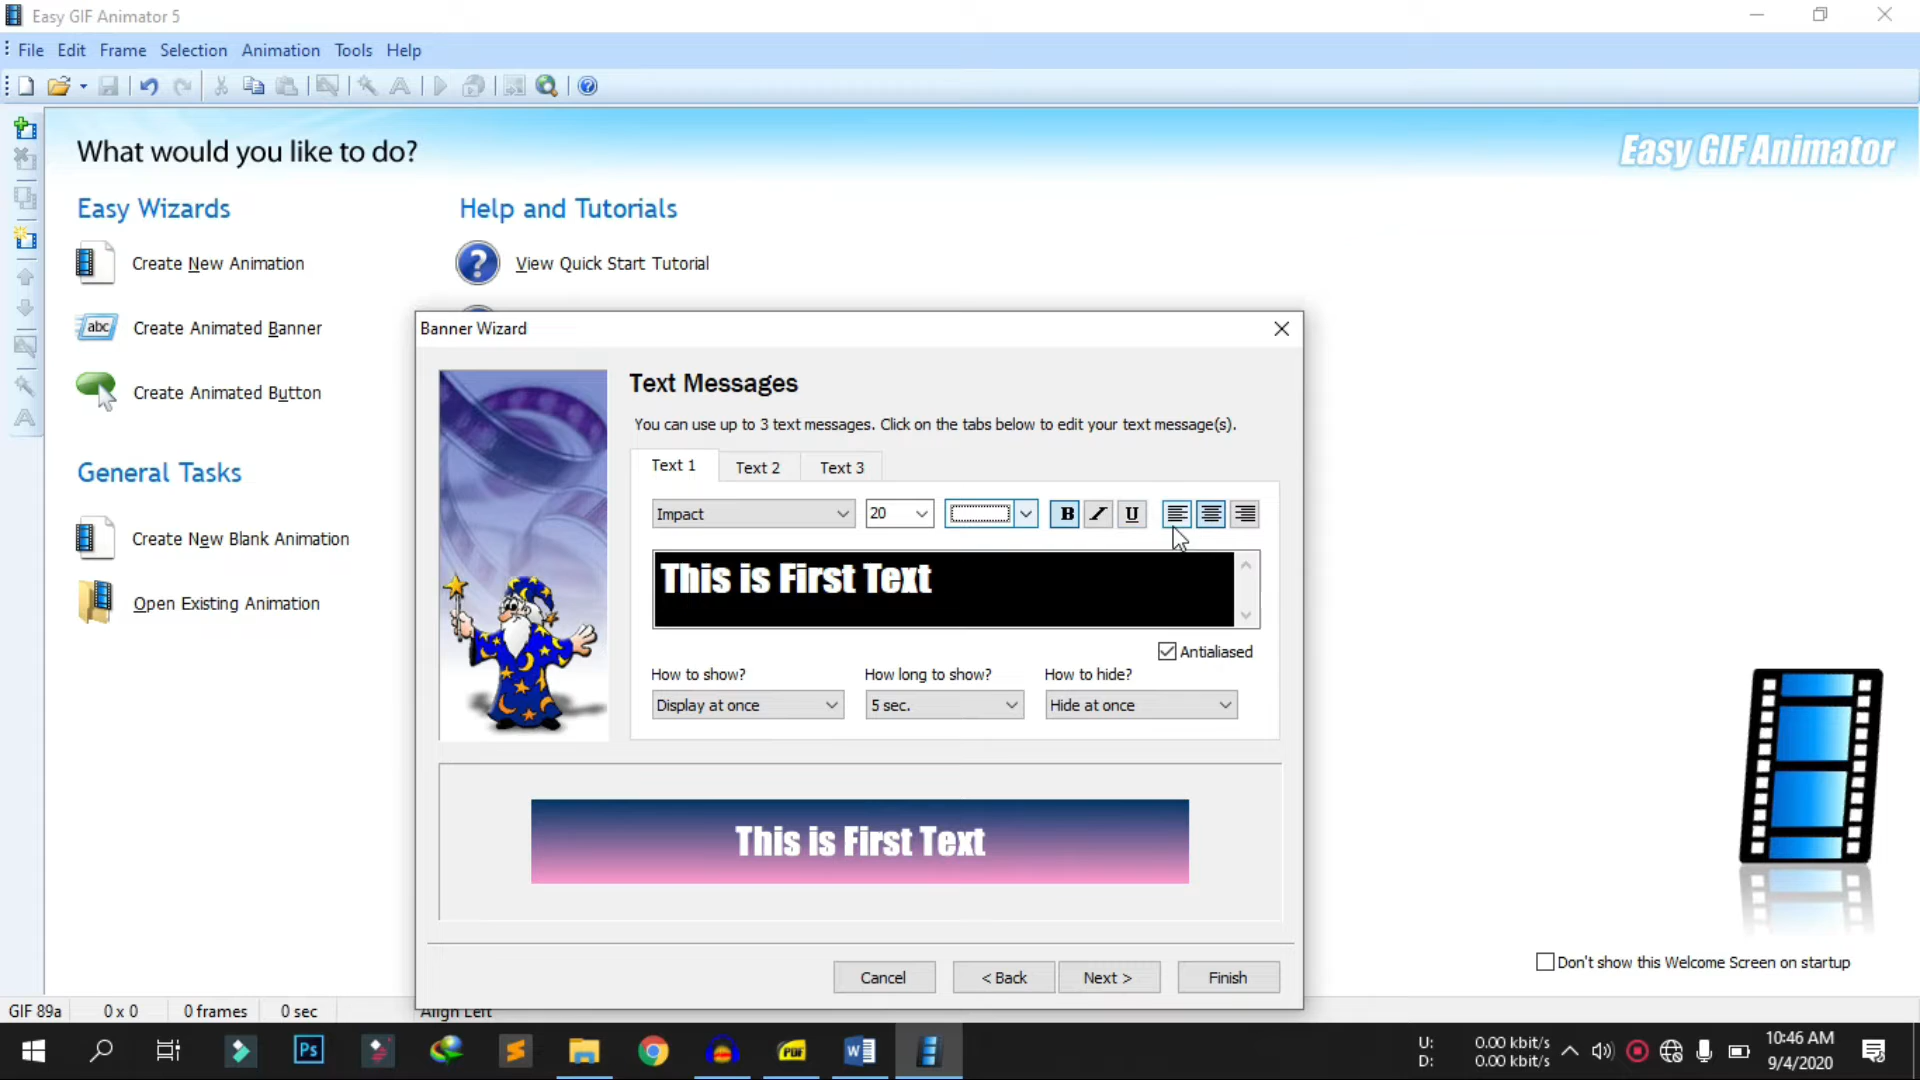 Easy GIF Animator 5
File Edit Frame Selection Animation Tools Help
What would you like to do?
Easy GIF Animator
Easy Wizards
Help and Tutorials
Create New Animation
View Quick Start Tutorial
abc
Create Animated Banner
Create Animated Button
General Tasks
Create New Blank Animation
Open Existing Animation
Banner Wizard
Text Messages
You can use up to 3 text messages. Click on the tabs below to edit your text message(s).
Text 1 Text 2 Text 3
Impact 20 B I U
This is First Text
Antialiased
How to show? How long to show? How to hide?
Display at once 5 sec. Hide at once
This is First Text
Cancel < Back Next > Finish
Don't show this Welcome Screen on startup
GIF 89a 0 x 0 0 frames 0 sec Align Left
Ps
PDF
U: 0.00 kbit/s
D: 0.00 kbit/s
10:46 AM
9/4/2020